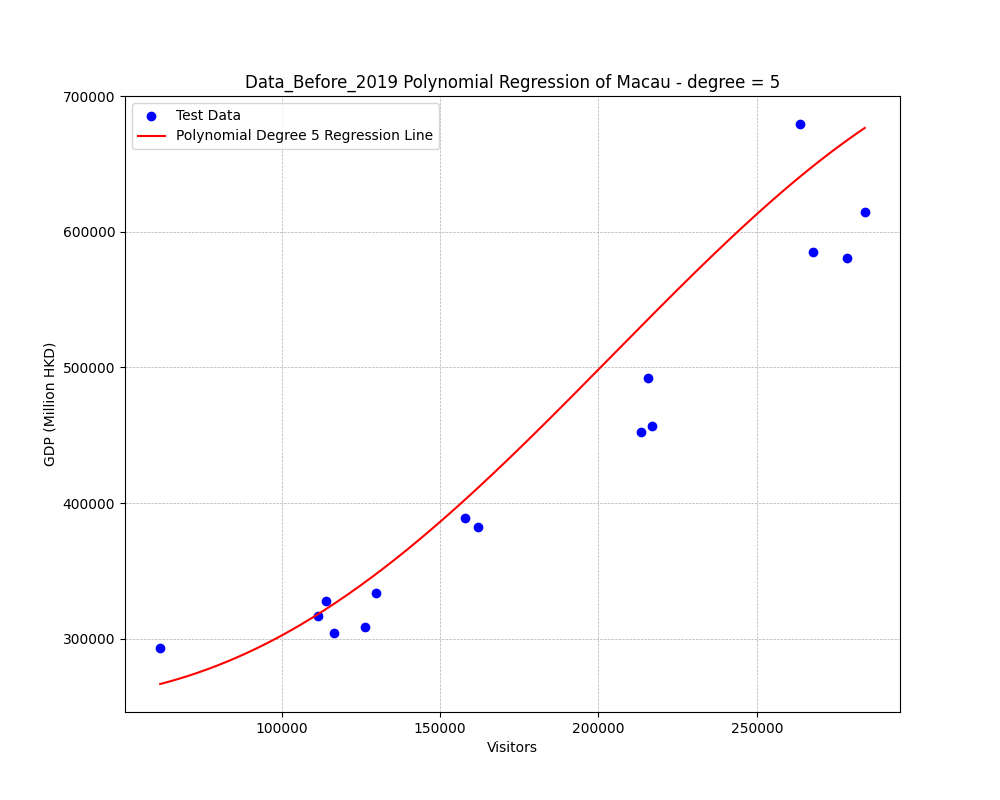 Data_Before_2019 Polynomial Regression of Macau - degree = 5
Test Data
Polynomial Degree 5 Regression Line
700000
600000
500000
400000
300000
GDP (Million HKD)
100000
150000
200000
250000
Visitors